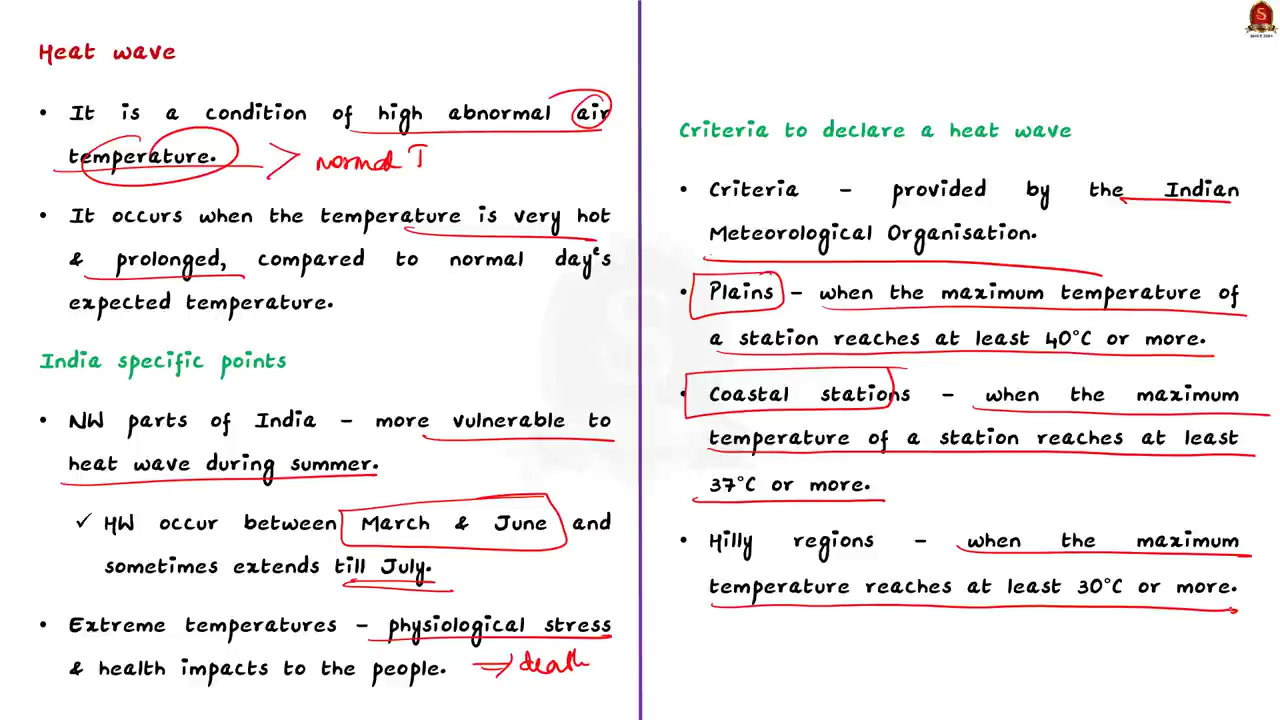 Heat wave
• It is a condition of high abnormal air
temperature. > normal T
• It occurs when the temperature is very hot
& prolonged, compared to normal day's
expected temperature.
India specific points
• NW parts of India - more vulnerable to
heat wave during summer.
✓ HW occur between March & June and
sometimes extends till July.
• Extreme temperatures - physiological stress
& health impacts to the people. ⇒ death
Criteria to declare a heat wave
• Criteria - provided by the Indian
Meteorological Organisation.
• Plains - when the maximum temperature of
a station reaches at least 40°C or more.
• Coastal stations - when the maximum
temperature of a station reaches at least
37°C or more.
• Hilly regions - when the maximum
temperature reaches at least 30°C or more.
S